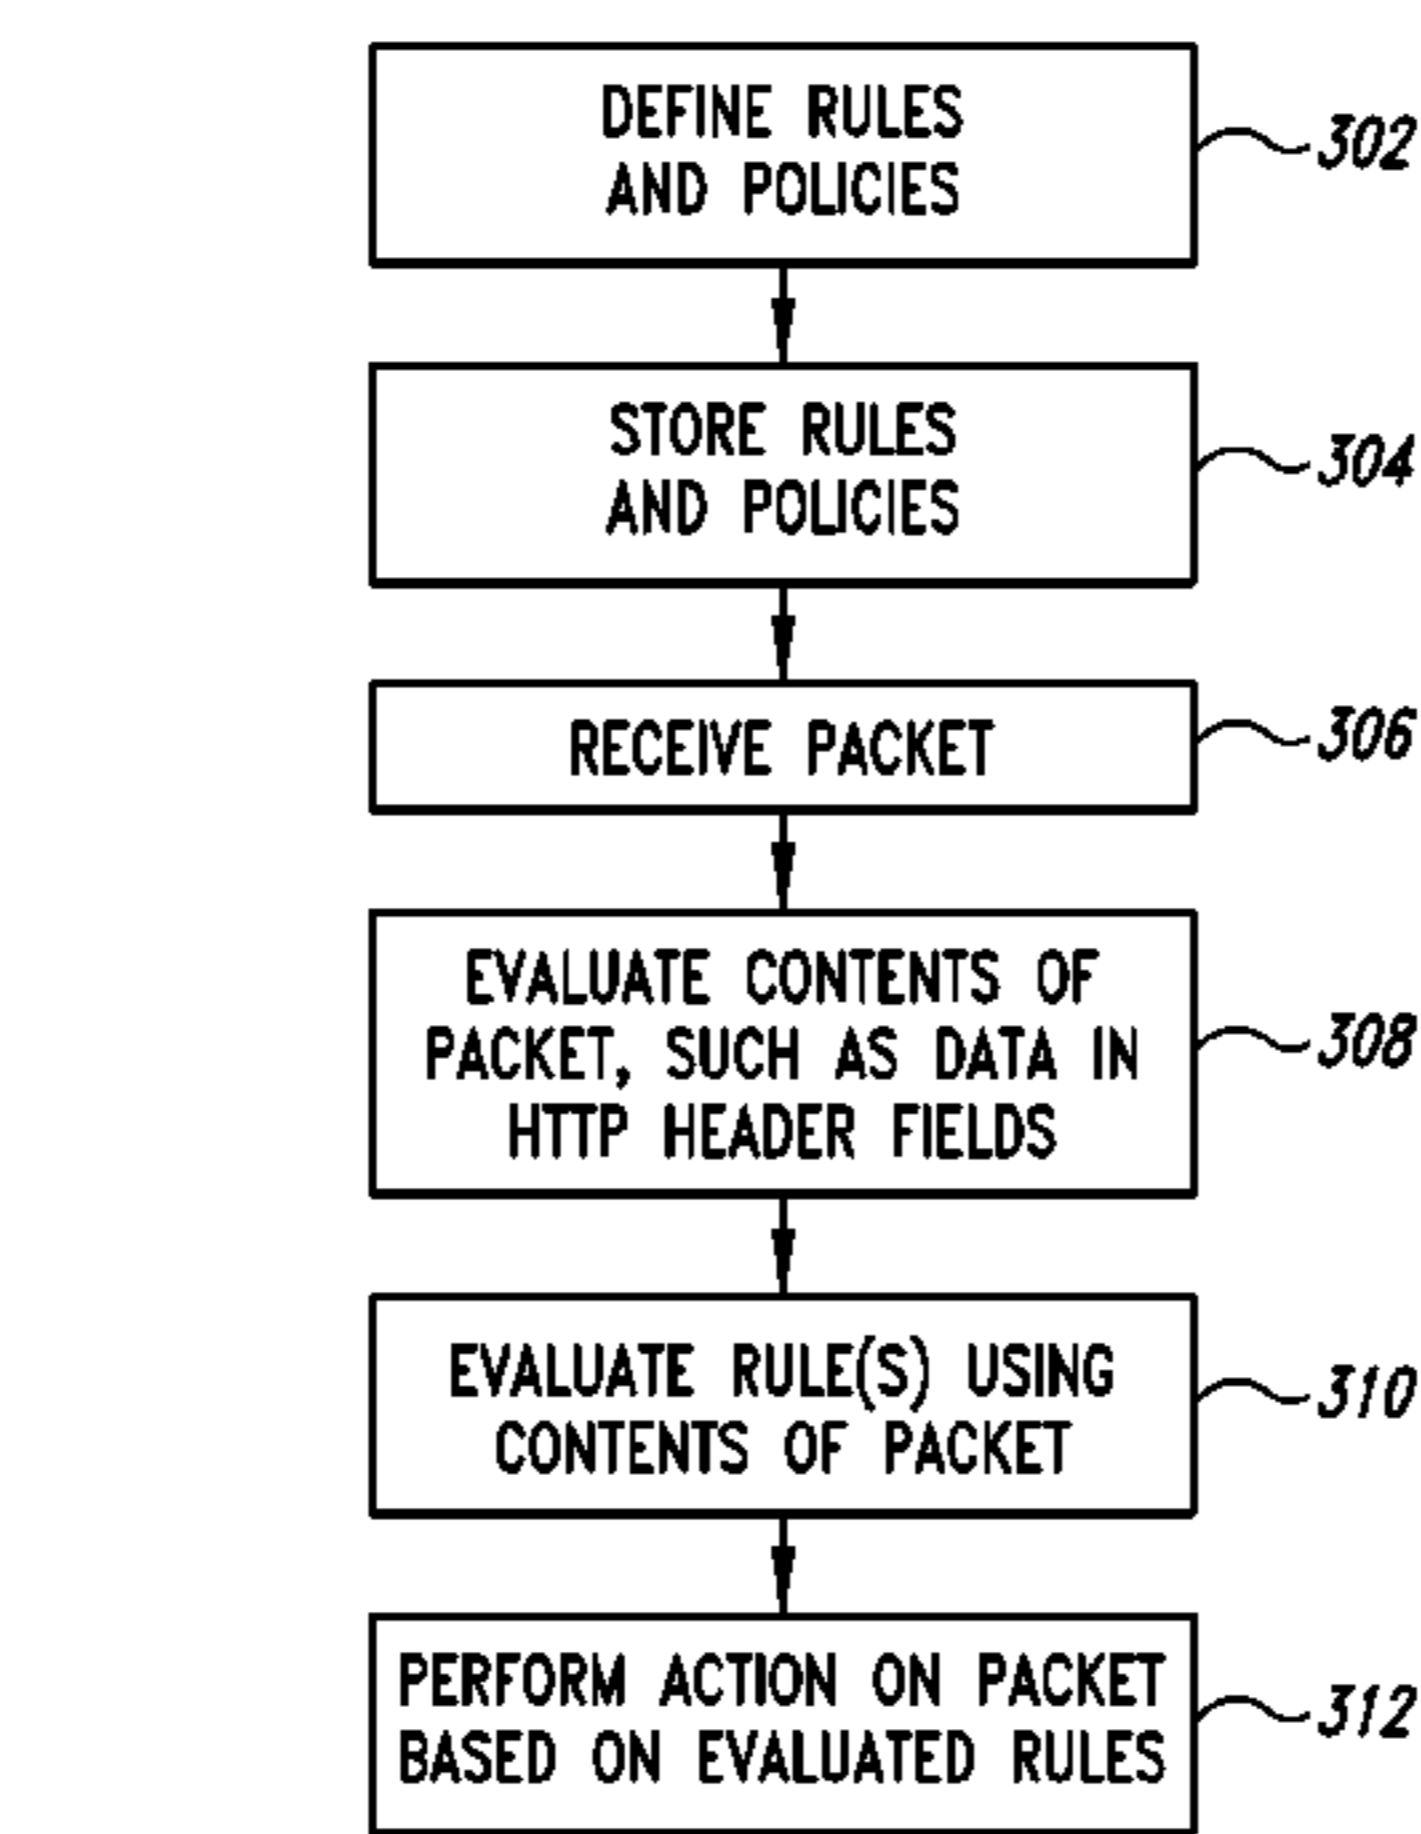 DEFINE RULES
AND POLICIES
302
STORE RULES
AND POLICIES
304
RECEIVE PACKET
306
EVALUATE CONTENTS OF
PACKET, SUCH AS DATA IN
HTTP HEADER FIELDS
308
EVALUATE RULE(S) USING
CONTENTS OF PACKET
310
PERFORM ACTION ON PACKET
BASED ON EVALUATED RULES
312